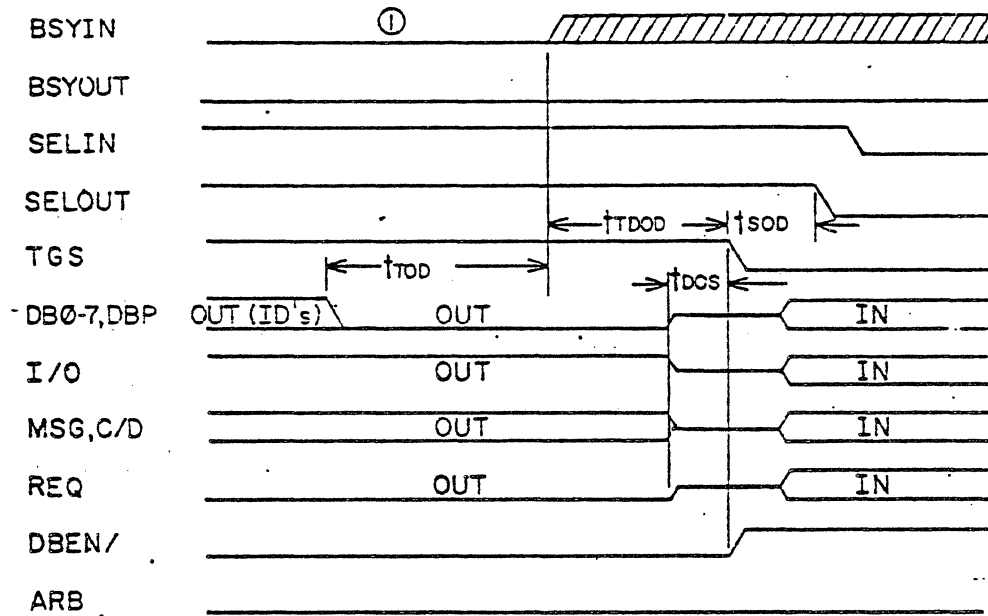 BSYIN ①
BSYOUT
SELIN
SELOUT
tTDOD tSOD
TGS
tTOD
tDCS
DBØ-7,DBP OUT (ID's) OUT IN
I/O OUT IN
MSG,C/D OUT IN
REQ OUT IN
DBEN/
ARB